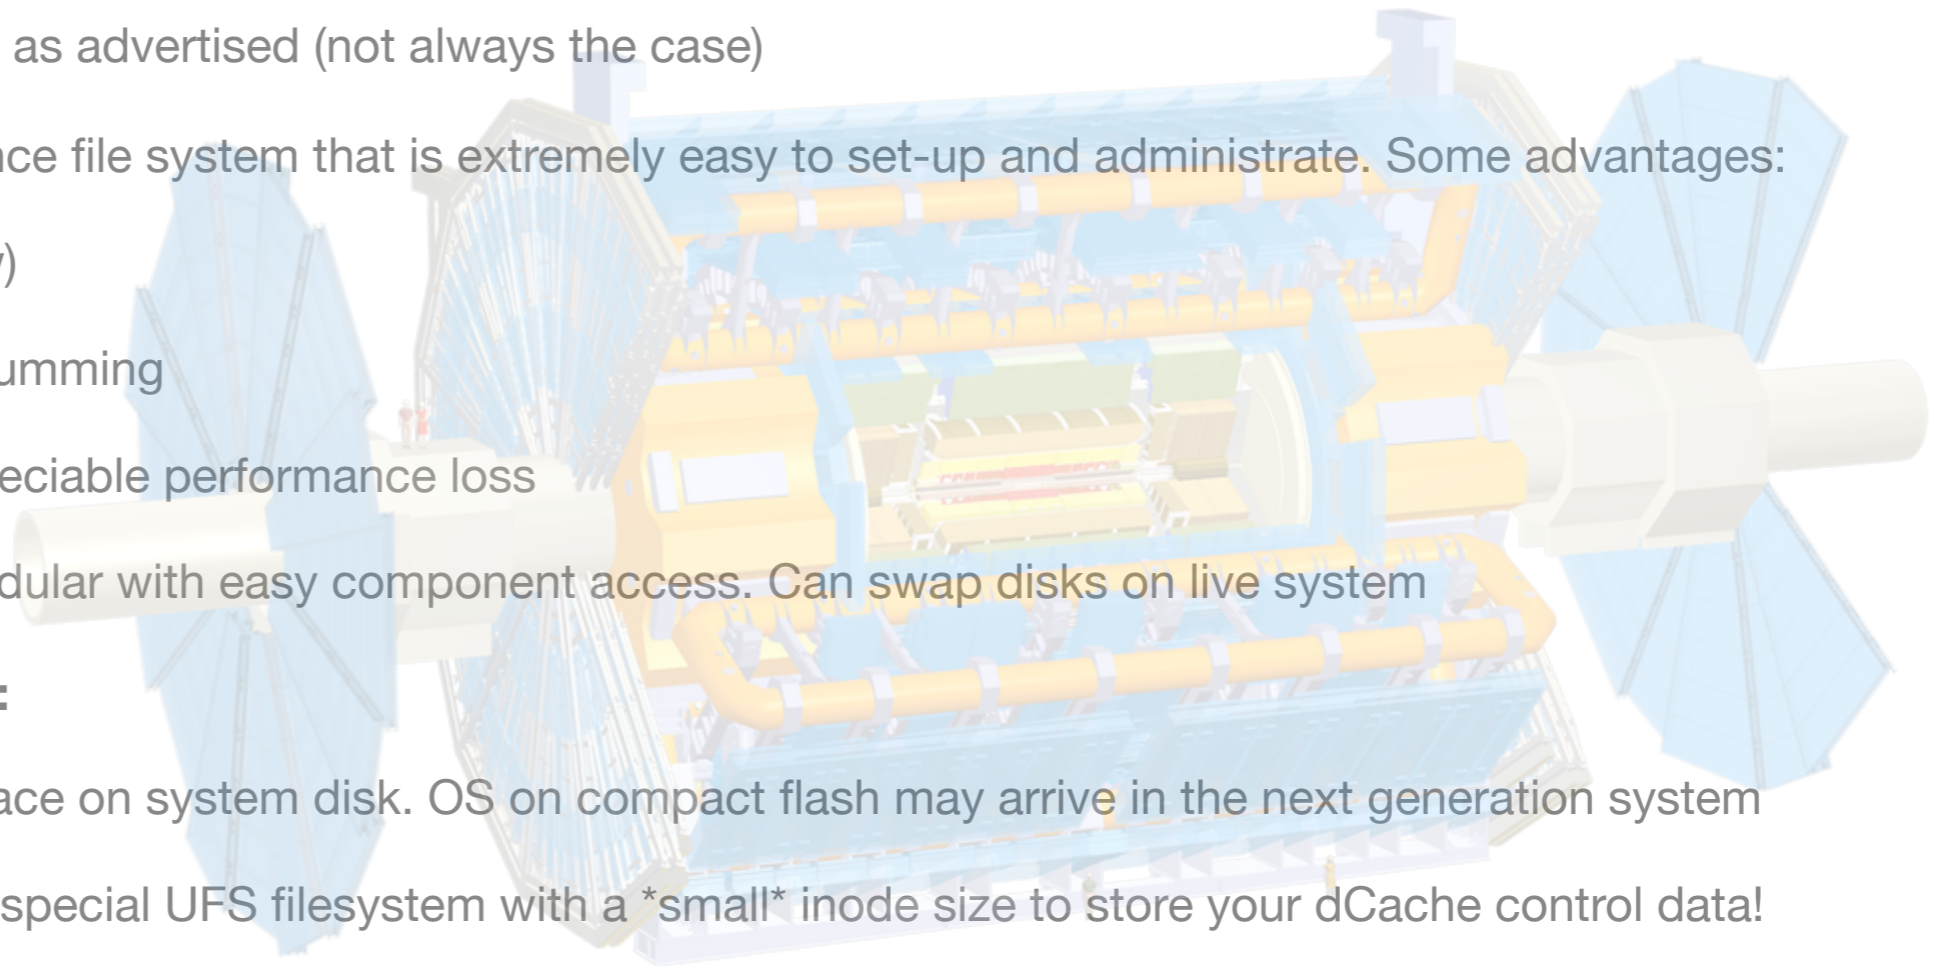 as advertised (not always the case)
nce file system that is extremely easy to set-up and administrate. Some advantages:
)
umming
eciable performance loss
dular with easy component access. Can swap disks on live system
:
ace on system disk. OS on compact flash may arrive in the next generation system
special UFS filesystem with a *small* inode size to store your dCache control data!